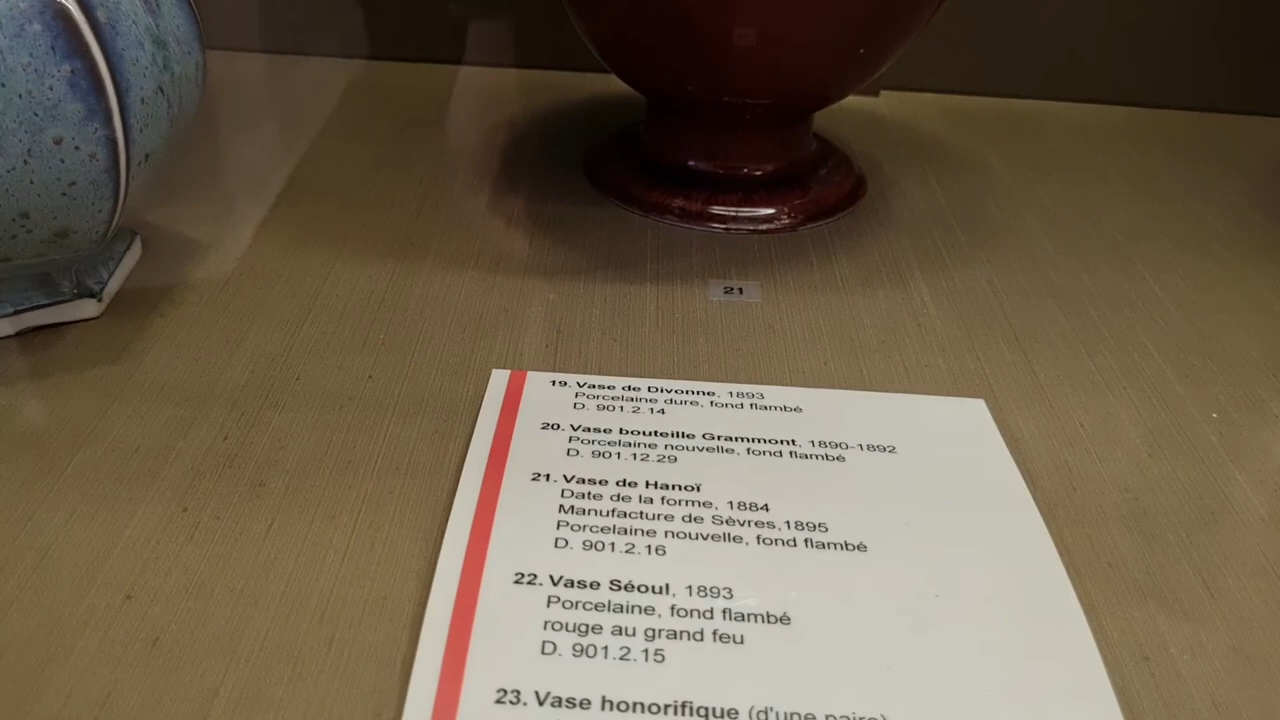 21
19. Vase de Divonne, 1893
Porcelaine dure, fond flambé
D. 901.2.14
20. Vase bouteille Grammont, 1890-1892
Porcelaine nouvelle, fond flambé
D. 901.12.29
21. Vase de Hanoï
Date de la forme, 1884
Manufacture de Sèvres,1895
Porcelaine nouvelle, fond flambé
D. 901.2.16
22. Vase Séoul, 1893
Porcelaine, fond flambé
rouge au grand feu
D. 901.2.15
23. Vase honorifique (d'une paire)